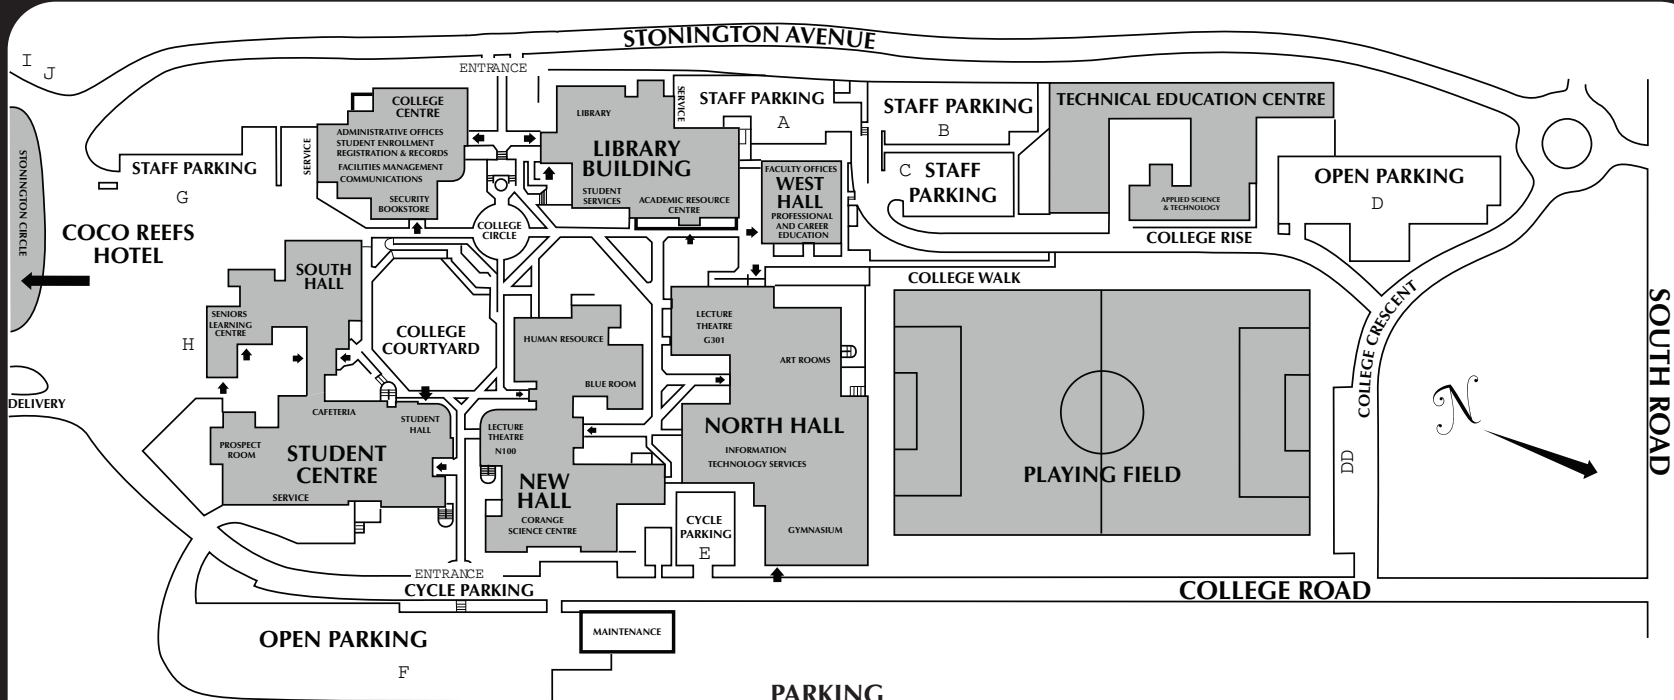 STONINGTON AVENUE
I
J
ENTRANCE
COLLEGE
CENTRE
ADMINISTRATIVE OFFICES
STUDENT ENROLLMENT
REGISTRATION & RECORDS
FACILITIES MANAGEMENT
COMMUNICATIONS
SECURITY
BOOKSTORE
SERVICE
LIBRARY
LIBRARY
BUILDING
STUDENT
SERVICES
ACADEMIC RESOURCE
CENTRE
SERVICE
STAFF PARKING
A
STAFF PARKING
B
C STAFF
PARKING
TECHNICAL EDUCATION CENTRE
APPLIED SCIENCE
& TECHNOLOGY
OPEN PARKING
D
STAFF PARKING
G
STONINGTON CIRCLE
COCO REEFS
HOTEL
COLLEGE
CIRCLE
FACULTY OFFICES
WEST
HALL
PROFESSIONAL
AND CAREER
EDUCATION
COLLEGE RISE
COLLEGE WALK
SOUTH
HALL
SENIORS
LEARNING
CENTRE
H
COLLEGE
COURTYARD
HUMAN RESOURCE
BLUE ROOM
LECTURE
THEATRE
G301
ART ROOMS
COLLEGE CRESCENT
SOUTH ROAD
N
DELIVERY
CAFETERIA
STUDENT
HALL
PROSPECT
ROOM
STUDENT
CENTRE
SERVICE
LECTURE
THEATRE
N100
NEW
HALL
CORANGE
SCIENCE CENTRE
NORTH HALL
INFORMATION
TECHNOLOGY SERVICES
GYMNASIUM
PLAYING FIELD
DD
CYCLE
PARKING
E
ENTRANCE
CYCLE PARKING
COLLEGE ROAD
OPEN PARKING
F
MAINTENANCE
PARKING